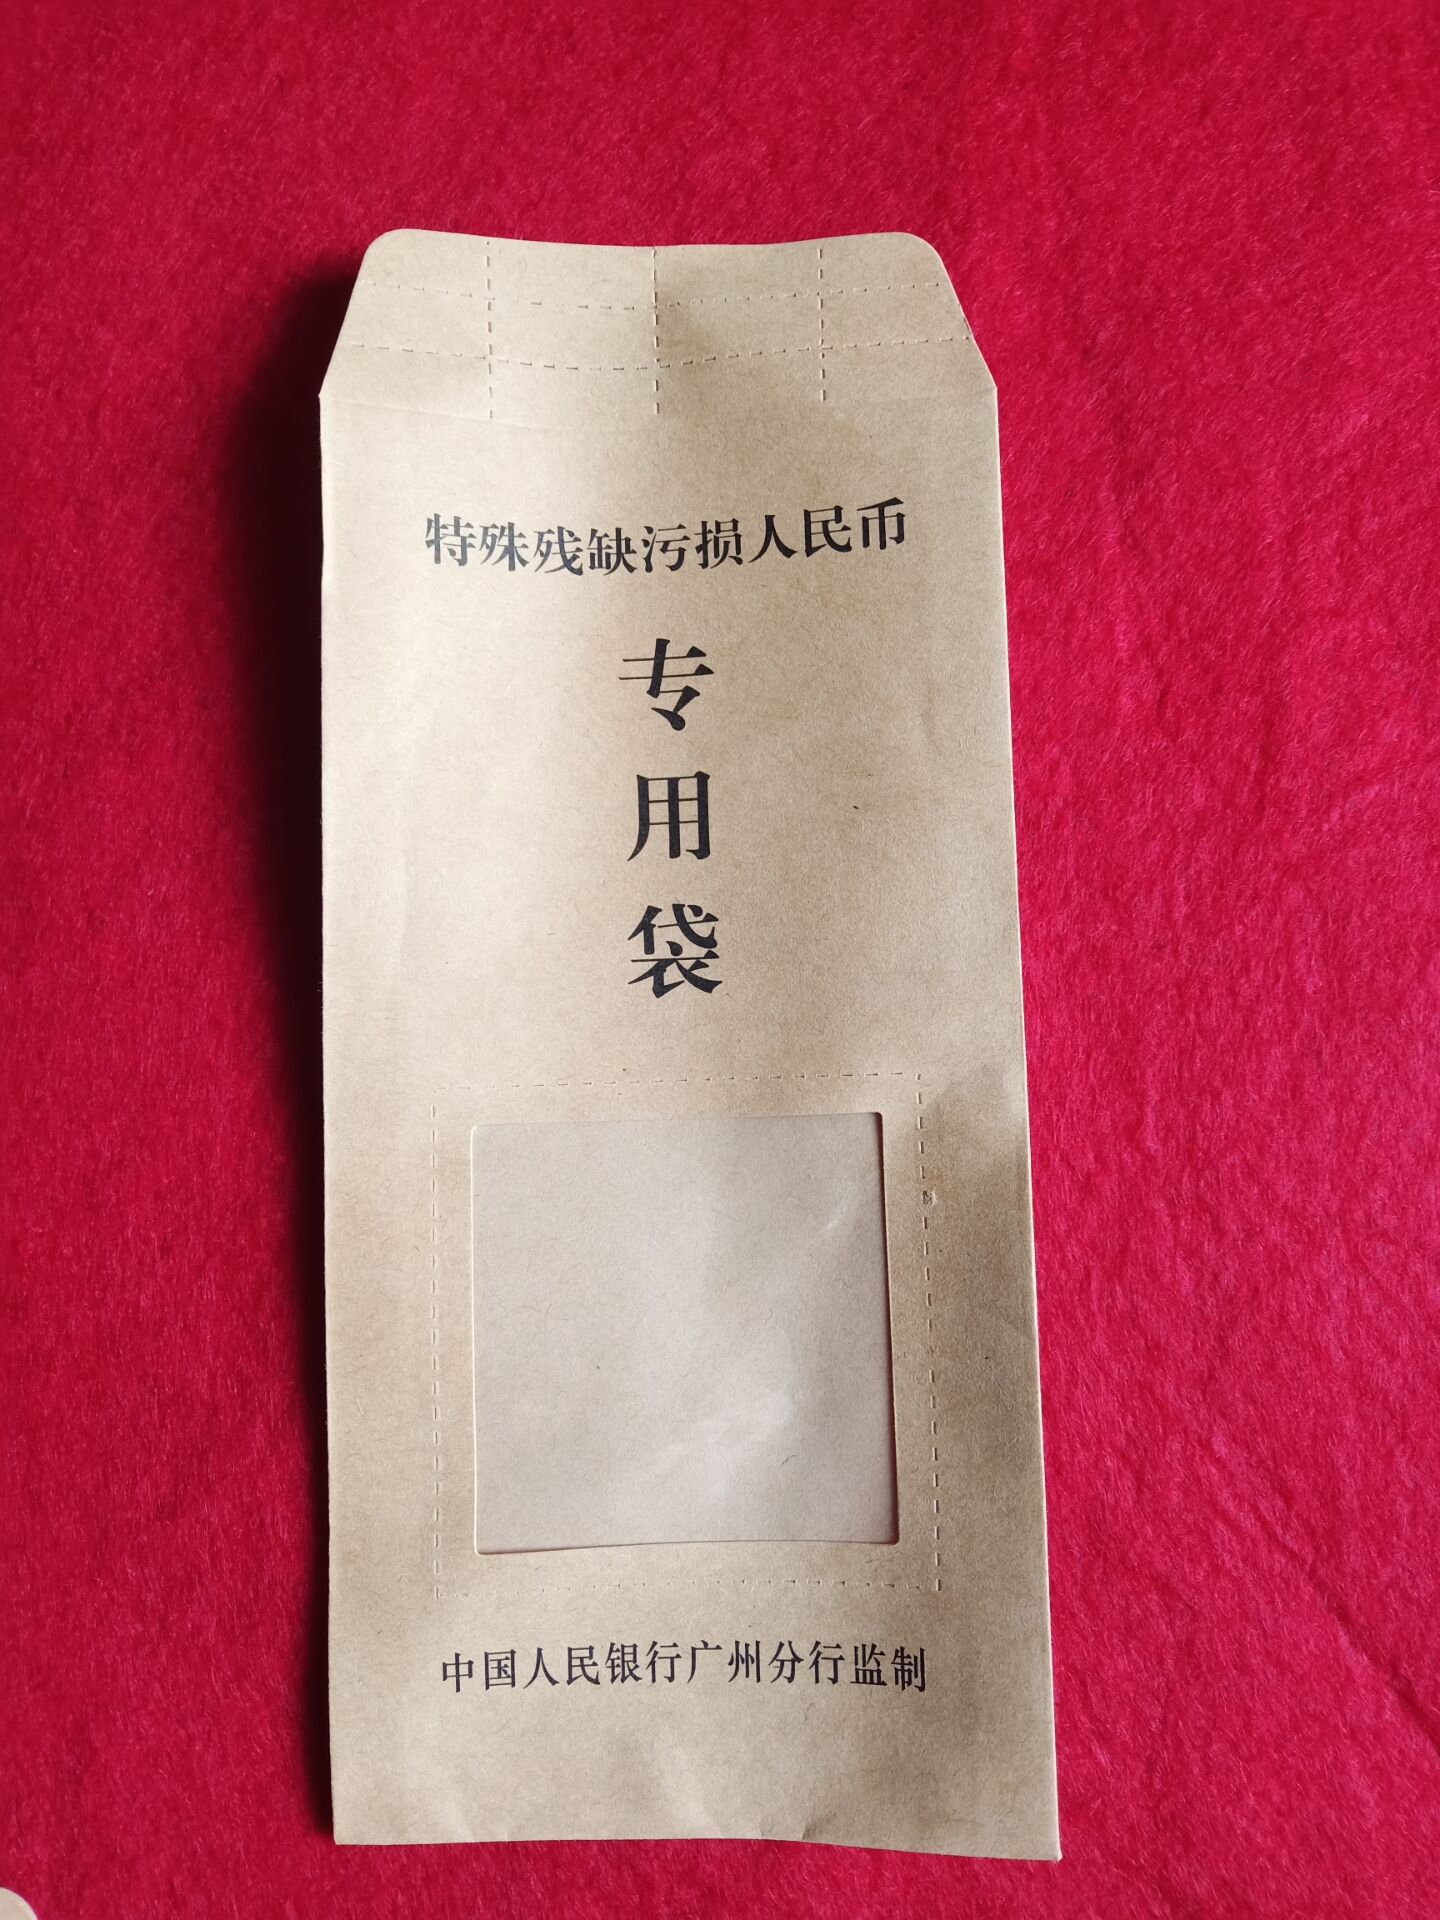 特殊残缺污损人民币
专
用
袋
中国人民银行广州分行监制